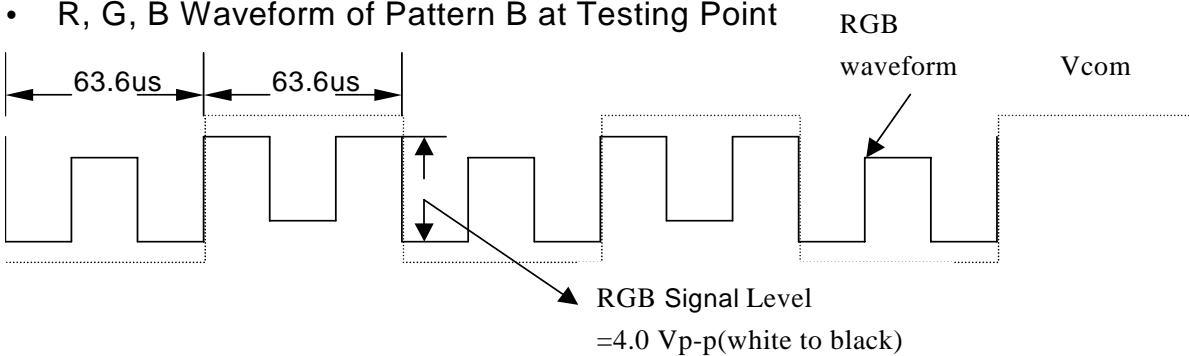 • R, G, B Waveform of Pattern B at Testing Point
RGB
waveform
Vcom
63.6us
63.6us
RGB Signal Level
=4.0 Vp-p(white to black)